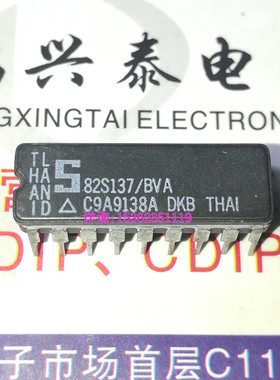 兴泰电
GXINGTAI ELECTRON
TL
HA
AN
ID
S 82S137/BVA
△ C9A9138A DKB THAI
CDIP、CDIP
子市场首层C11